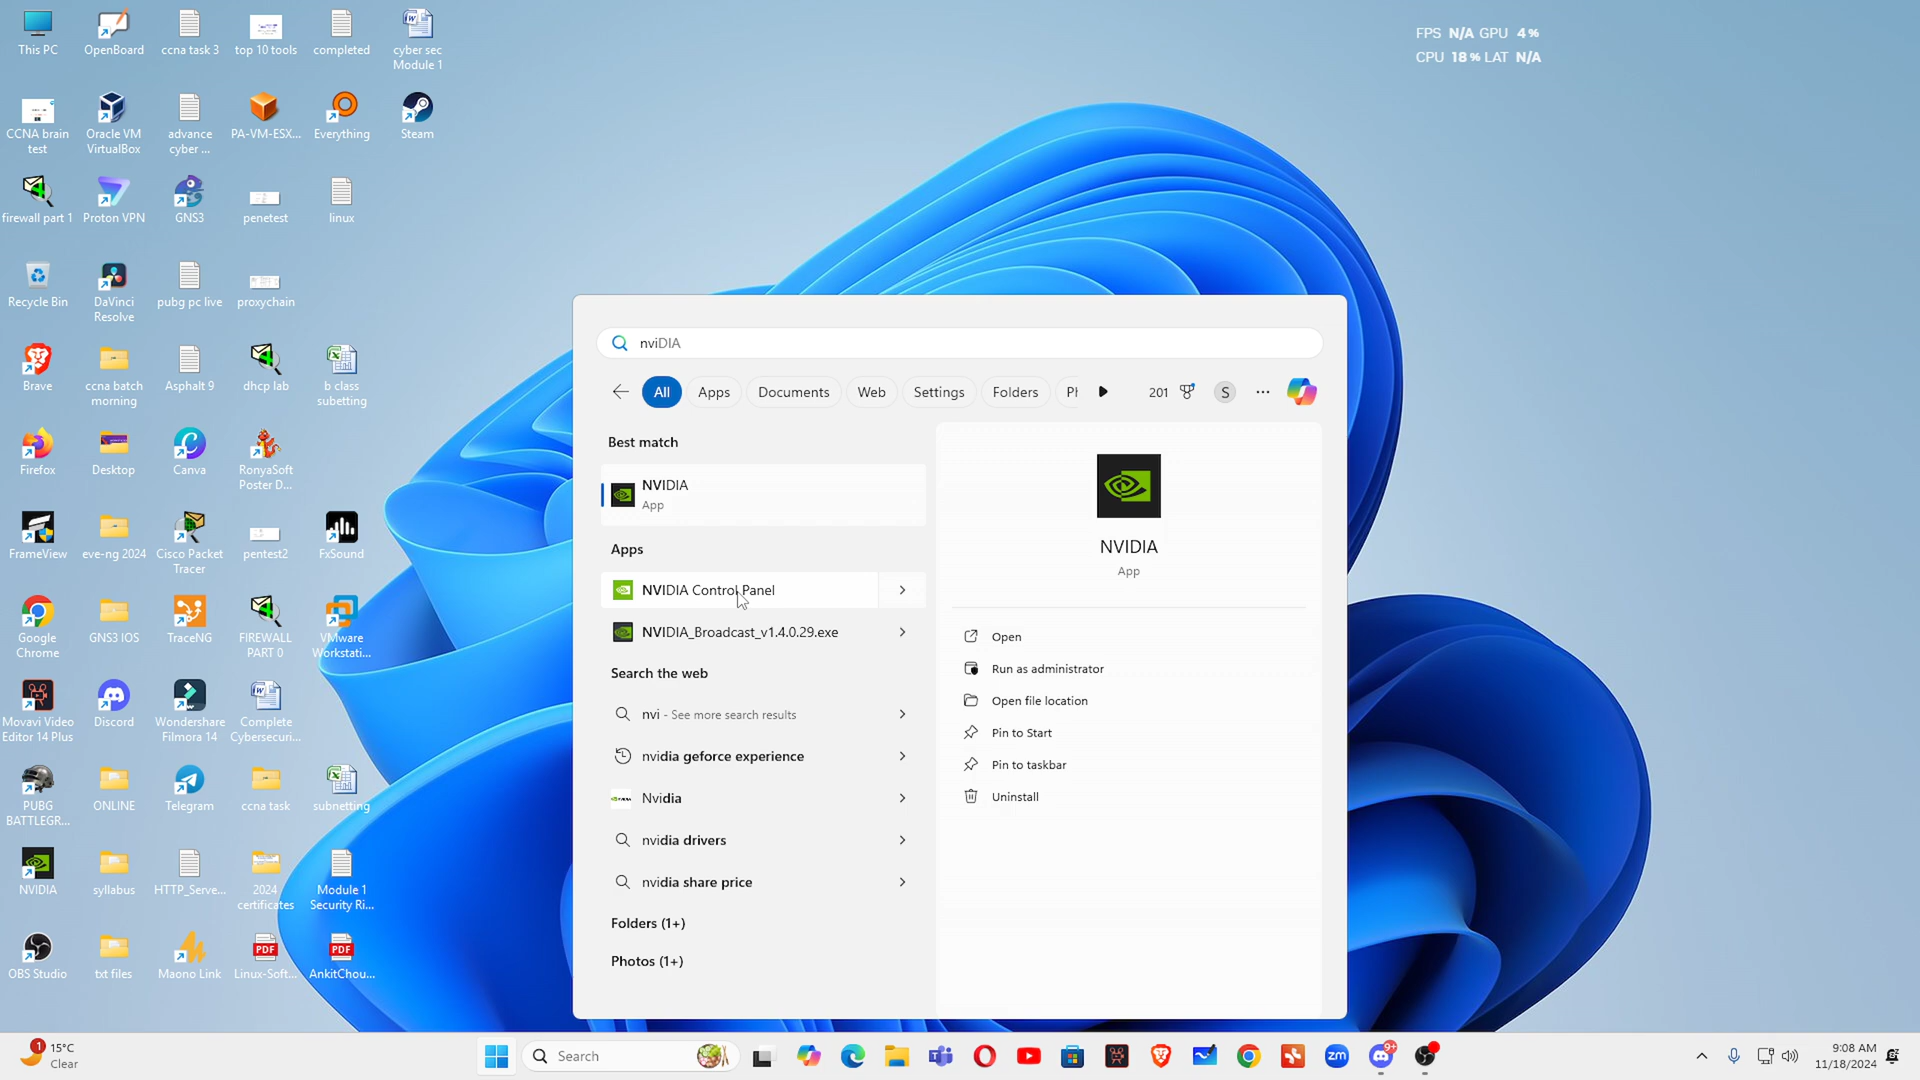 This PC
OpenBoard
ccna task 3
top 10 tools
completed
cyber sec
Module 1
FPS N/A GPU 4%
CPU 18% LAT N/A
CCNA brain
test
Oracle VM
VirtualBox
advance
cyber ...
PA-VM-ESX...
Everything
Steam
firewall part 1
Proton VPN
GNS3
penetest
linux
Recycle Bin
DaVinci
Resolve
pubg pc live
proxychain
Brave
ccna batch
morning
Asphalt 9
dhcp lab
b class
subetting
Firefox
Desktop
Canva
RonyaSoft
Poster D...
FrameView
eve-ng 2024
Cisco Packet
Tracer
pentest2
FxSound
Google
Chrome
GNS3 IOS
TraceNG
FIREWALL
PART 0
VMware
Workstati...
Movavi Video
Editor 14 Plus
Discord
Wondershare
Filmora 14
Complete
Cybersecuri...
PUBG
BATTLEGR...
ONLINE
Telegram
ccna task
subnetting
NVIDIA
syllabus
HTTP_Serve...
2024
certificates
Module 1
Security Ri...
OBS Studio
txt files
Maono Link
Linux-Soft...
AnkitChou...
nviDIA
All
Apps
Documents
Web
Settings
Folders
201
S
Best match
NVIDIA
App
Apps
NVIDIA Control Panel
NVIDIA_Broadcast_v1.4.0.29.exe
Search the web
nvi - See more search results
nvidia geforce experience
Nvidia
nvidia drivers
nvidia share price
Folders (1+)
Photos (1+)
NVIDIA
App
Open
Run as administrator
Open file location
Pin to Start
Pin to taskbar
Uninstall
1
15°C
Clear
Search
zm
9+
9:08 AM
11/18/2024